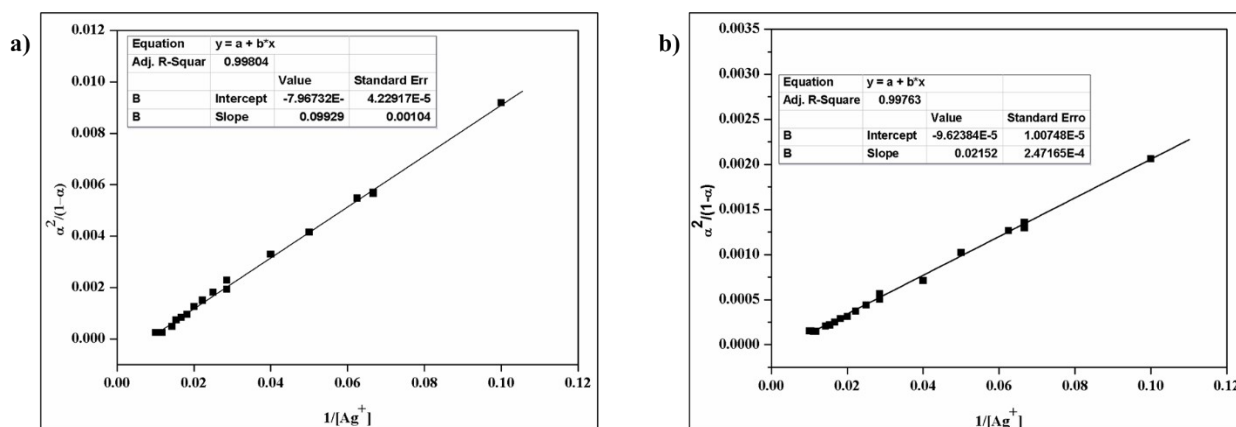 a)
Equation y = a + b*x
Adj. R-Squar 0.99804
Value Standard Err
B Intercept -7.96732E- 4.22917E-5
B Slope 0.09929 0.00104
0.012
0.010
0.008
0.006
0.004
0.002
0.000
α²/(1−α)
0.00 0.02 0.04 0.06 0.08 0.10 0.12
1/[Ag⁺]
b)
Equation y = a + b*x
Adj. R-Square 0.99763
Value Standard Erro
B Intercept -9.62384E-5 1.00748E-5
B Slope 0.02152 2.47165E-4
0.0035
0.0030
0.0025
0.0020
0.0015
0.0010
0.0005
0.0000
α²/(1-α)
0.00 0.02 0.04 0.06 0.08 0.10 0.12
1/[Ag⁺]